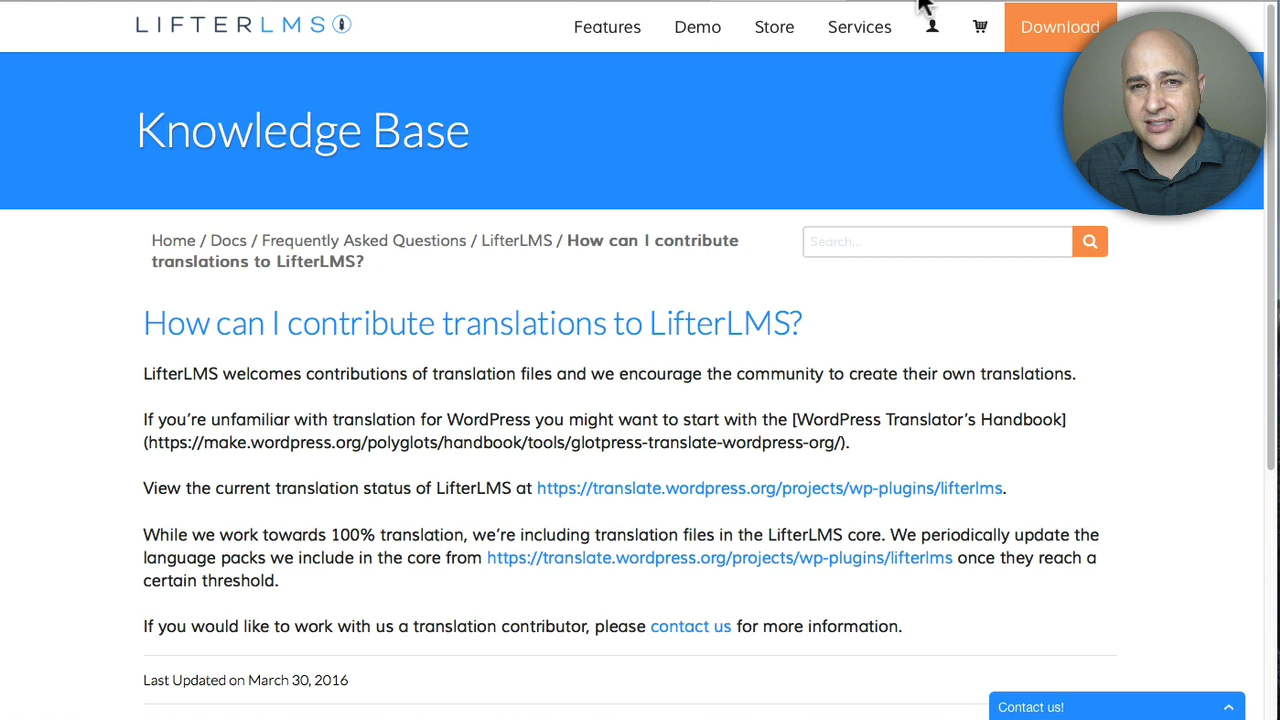 LIFTERLMS
Features Demo Store Services Download
Knowledge Base
Home / Docs / Frequently Asked Questions / LifterLMS / How can I contribute
translations to LifterLMS?
Search...
How can I contribute translations to LifterLMS?
LifterLMS welcomes contributions of translation files and we encourage the community to create their own translations.
If you’re unfamiliar with translation for WordPress you might want to start with the [WordPress Translator’s Handbook]
(https://make.wordpress.org/polyglots/handbook/tools/glotpress-translate-wordpress-org/).
View the current translation status of LifterLMS at https://translate.wordpress.org/projects/wp-plugins/lifterlms.
While we work towards 100% translation, we’re including translation files in the LifterLMS core. We periodically update the
language packs we include in the core from https://translate.wordpress.org/projects/wp-plugins/lifterlms once they reach a
certain threshold.
If you would like to work with us a translation contributor, please contact us for more information.
Last Updated on March 30, 2016
Contact us!